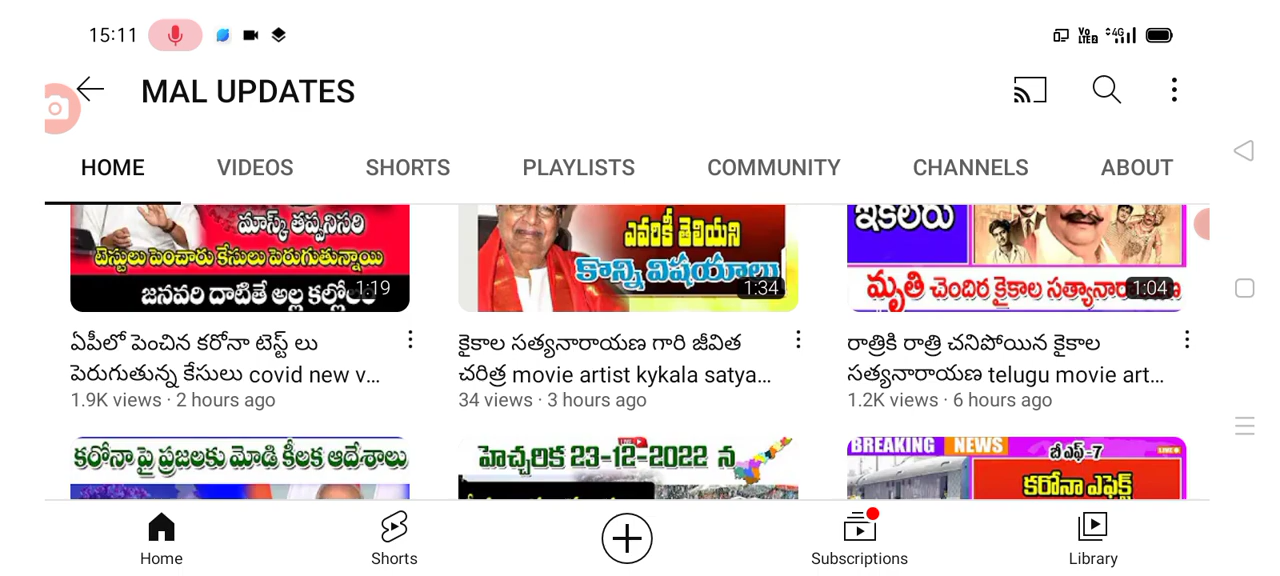 15:11
Vo LTE2 4G
MAL UPDATES
HOME VIDEOS SHORTS PLAYLISTS COMMUNITY CHANNELS ABOUT
మాస్క్ తప్పనిసరి
టెస్టులు పెంచారు కేసులు పెరుగుతున్నాయి
జనవరి దాటితే అల్ల
1:19
ఎవరికీ తెలియని
కొన్ని విషయాలు
1:34
ఇకలేరు
మృతి చెందిర కైకాల
1:04
ఏపీలో పెంచిన కరోనా టెస్ట్ లు
పెరుగుతున్న కేసులు covid new v...
1.9K views · 2 hours ago
కైకాల సత్యనారాయణ గారి జీవిత
చరిత్ర movie artist kykala satya...
34 views · 3 hours ago
రాత్రికి రాత్రి చనిపోయిన కైకాల
సత్యనారాయణ telugu movie art...
1.2K views · 6 hours ago
కరోనా పై ప్రజలకు మోడి కీలక ఆదేశాలు
హెచ్చరిక 23-12-2022 న
BREAKING NEWS
బీఎఫ్-7
కరోనా ఎఫెక్ట్
Home Shorts Subscriptions Library